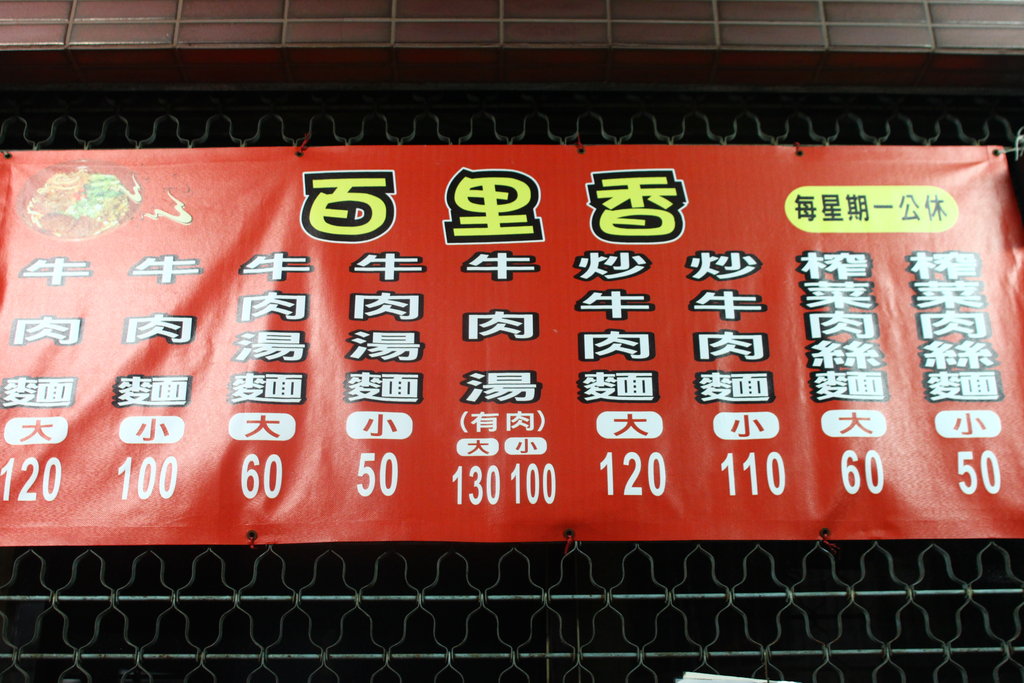 百里香
每星期一公休
牛肉麵 大 120
牛肉麵 小 100
牛肉湯麵 大 60
牛肉湯麵 小 50
牛肉湯 (有肉) 大 130 小 100
炒牛肉麵 大 120
炒牛肉麵 小 110
榨菜肉絲麵 大 60
榨菜肉絲麵 小 50